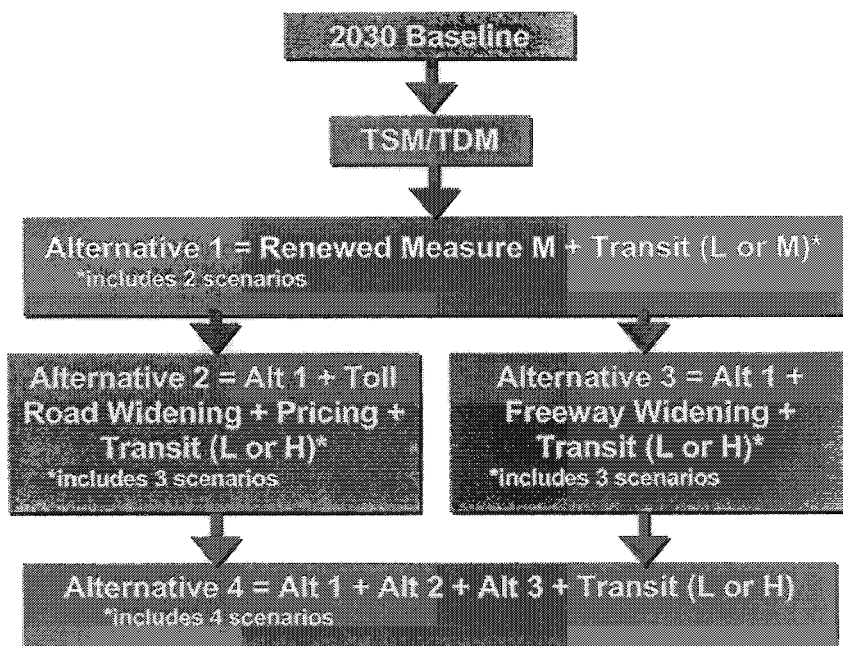 2030 Baseline
TSM/TDM
Alternative 1 = Renewed Measure M + Transit (L or M)*
*includes 2 scenarios
Alternative 2 = Alt 1 + Toll
Road Widening + Pricing +
Transit (L or H)*
*includes 3 scenarios
Alternative 3 = Alt 1 +
Freeway Widening +
Transit (L or H)*
*includes 3 scenarios
Alternative 4 = Alt 1 + Alt 2 + Alt 3 + Transit (L or H)
*includes 4 scenarios